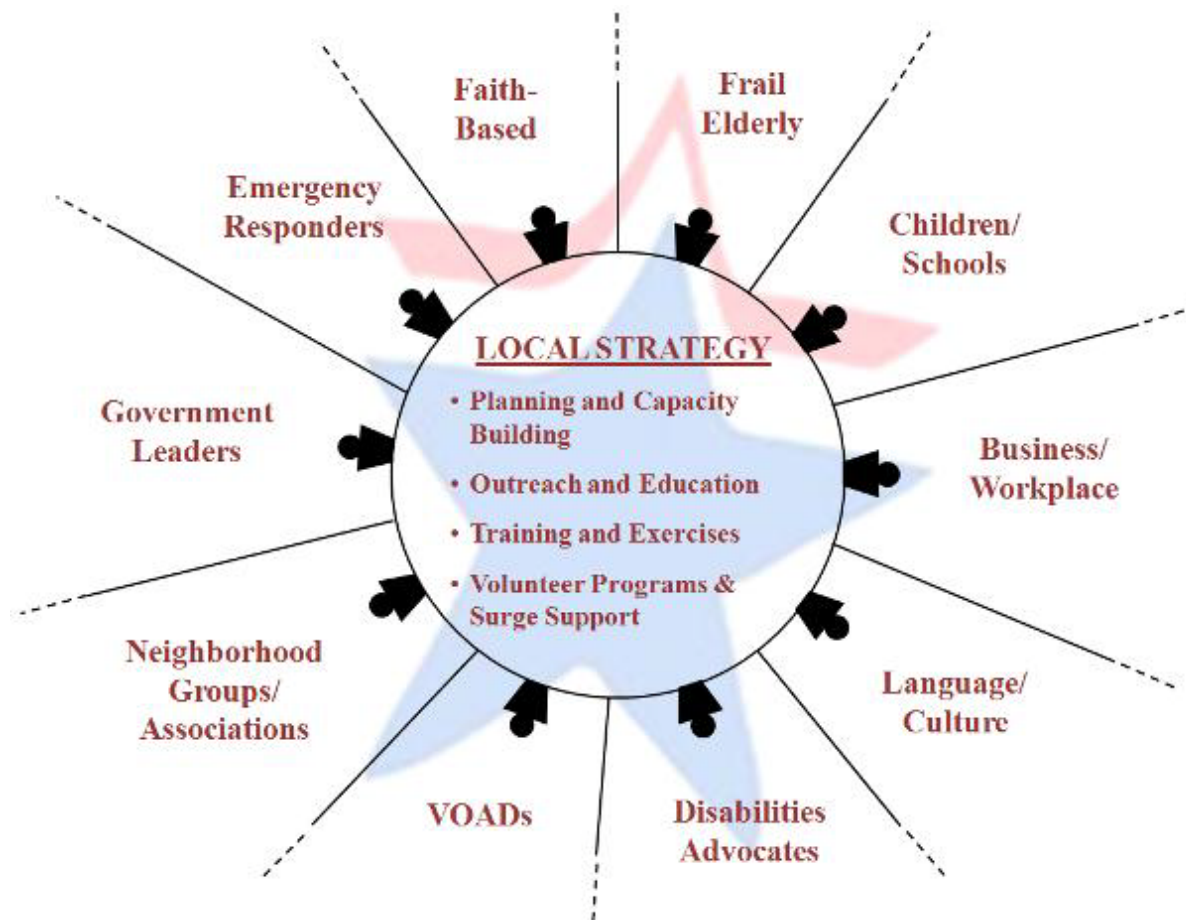 Faith-
Based
Frail
Elderly
Emergency
Responders
Children/
Schools
LOCAL STRATEGY
• Planning and Capacity
Building
• Outreach and Education
• Training and Exercises
• Volunteer Programs &
Surge Support
Government
Leaders
Business/
Workplace
Neighborhood
Groups/
Associations
Language/
Culture
VOADs
Disabilities
Advocates